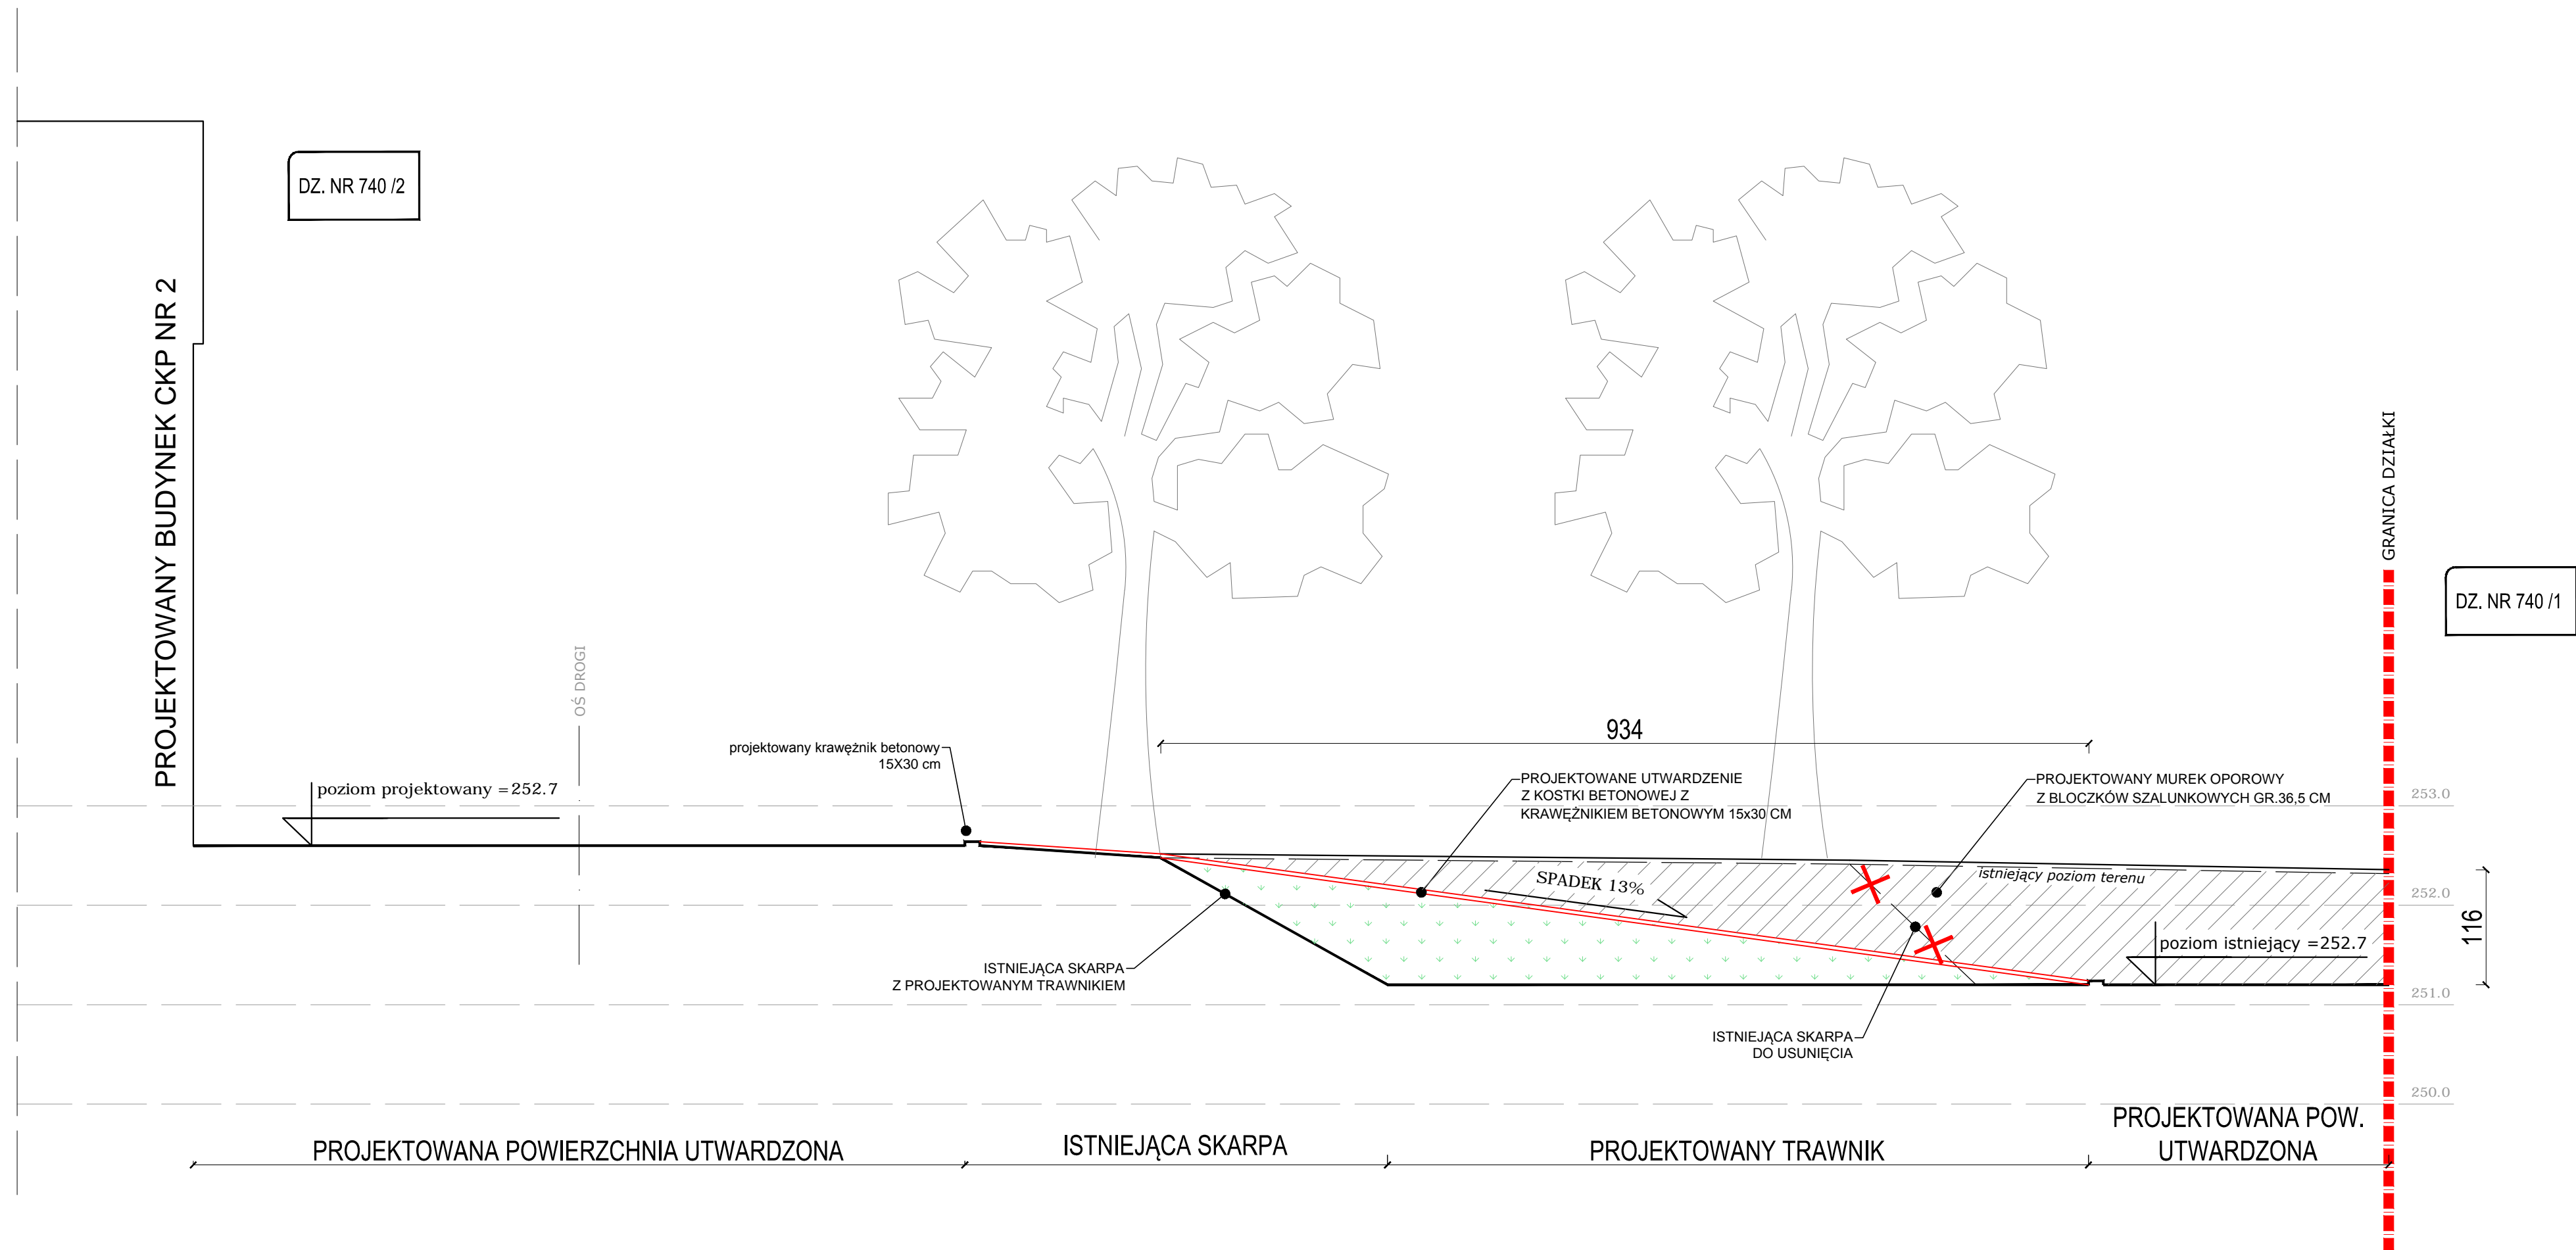 DZ. NR 740 /2
PROJEKTOWANY BUDYNEK CKP NR 2
OŚ DROGI
GRANICA DZIAŁKI
DZ. NR 740 /1
934
projektowany krawężnik betonowy
15X30 cm
poziom projektowany =252.7
PROJEKTOWANE UTWARDZENIE
Z KOSTKI BETONOWEJ Z
KRAWĘŻNIKIEM BETONOWYM 15x30 CM
PROJEKTOWANY MUREK OPOROWY
Z BLOCZKÓW SZALUNKOWYCH GR.36,5 CM
253.0
SPADEK 13%
istniejący poziom terenu
252.0
116
poziom istniejący =252.7
ISTNIEJĄCA SKARPA
Z PROJEKTOWANYM TRAWNIKIEM
251.0
ISTNIEJĄCA SKARPA
DO USUNIĘCIA
250.0
PROJEKTOWANA POWIERZCHNIA UTWARDZONA
ISTNIEJĄCA SKARPA
PROJEKTOWANY TRAWNIK
PROJEKTOWANA POW.
UTWARDZONA